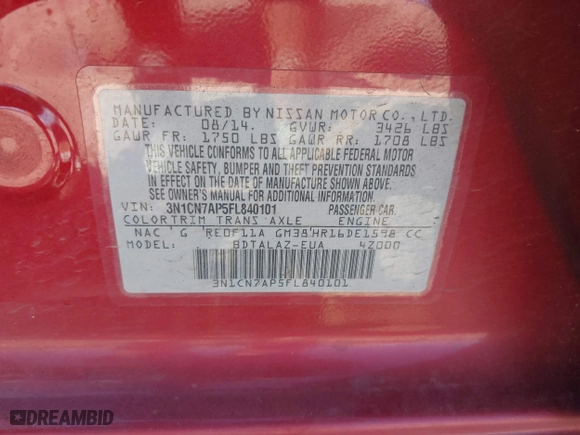 MANUFACTURED BY NISSAN MOTOR CO., LTD.
DATE: 08/14. GVWR: 3426 LBS
GAWR FR: 1750 LBS GAWR RR: 1708 LBS
THIS VEHICLE CONFORMS TO ALL APPLICABLE FEDERAL MOTOR
VEHICLE SAFETY, BUMPER AND THEFT PREVENTION STANDARDS
IN EFFECT ON THE DATE OF MANUFACTURE SHOWN ABOVE.
SEE OWNER'S MANUAL FOR ADDITIONAL INFORMATION.
VIN: 3N1CN7AP5FL840101 PASSENGER CAR.
COLOR TRIM TRANS AXLE ENGINE
NAC G RE0F11A GM38 HR16DE1598 CC
MODEL: BDTALAZ-EUA 42000
3N1CN7AP5FL840101
DREAMBID